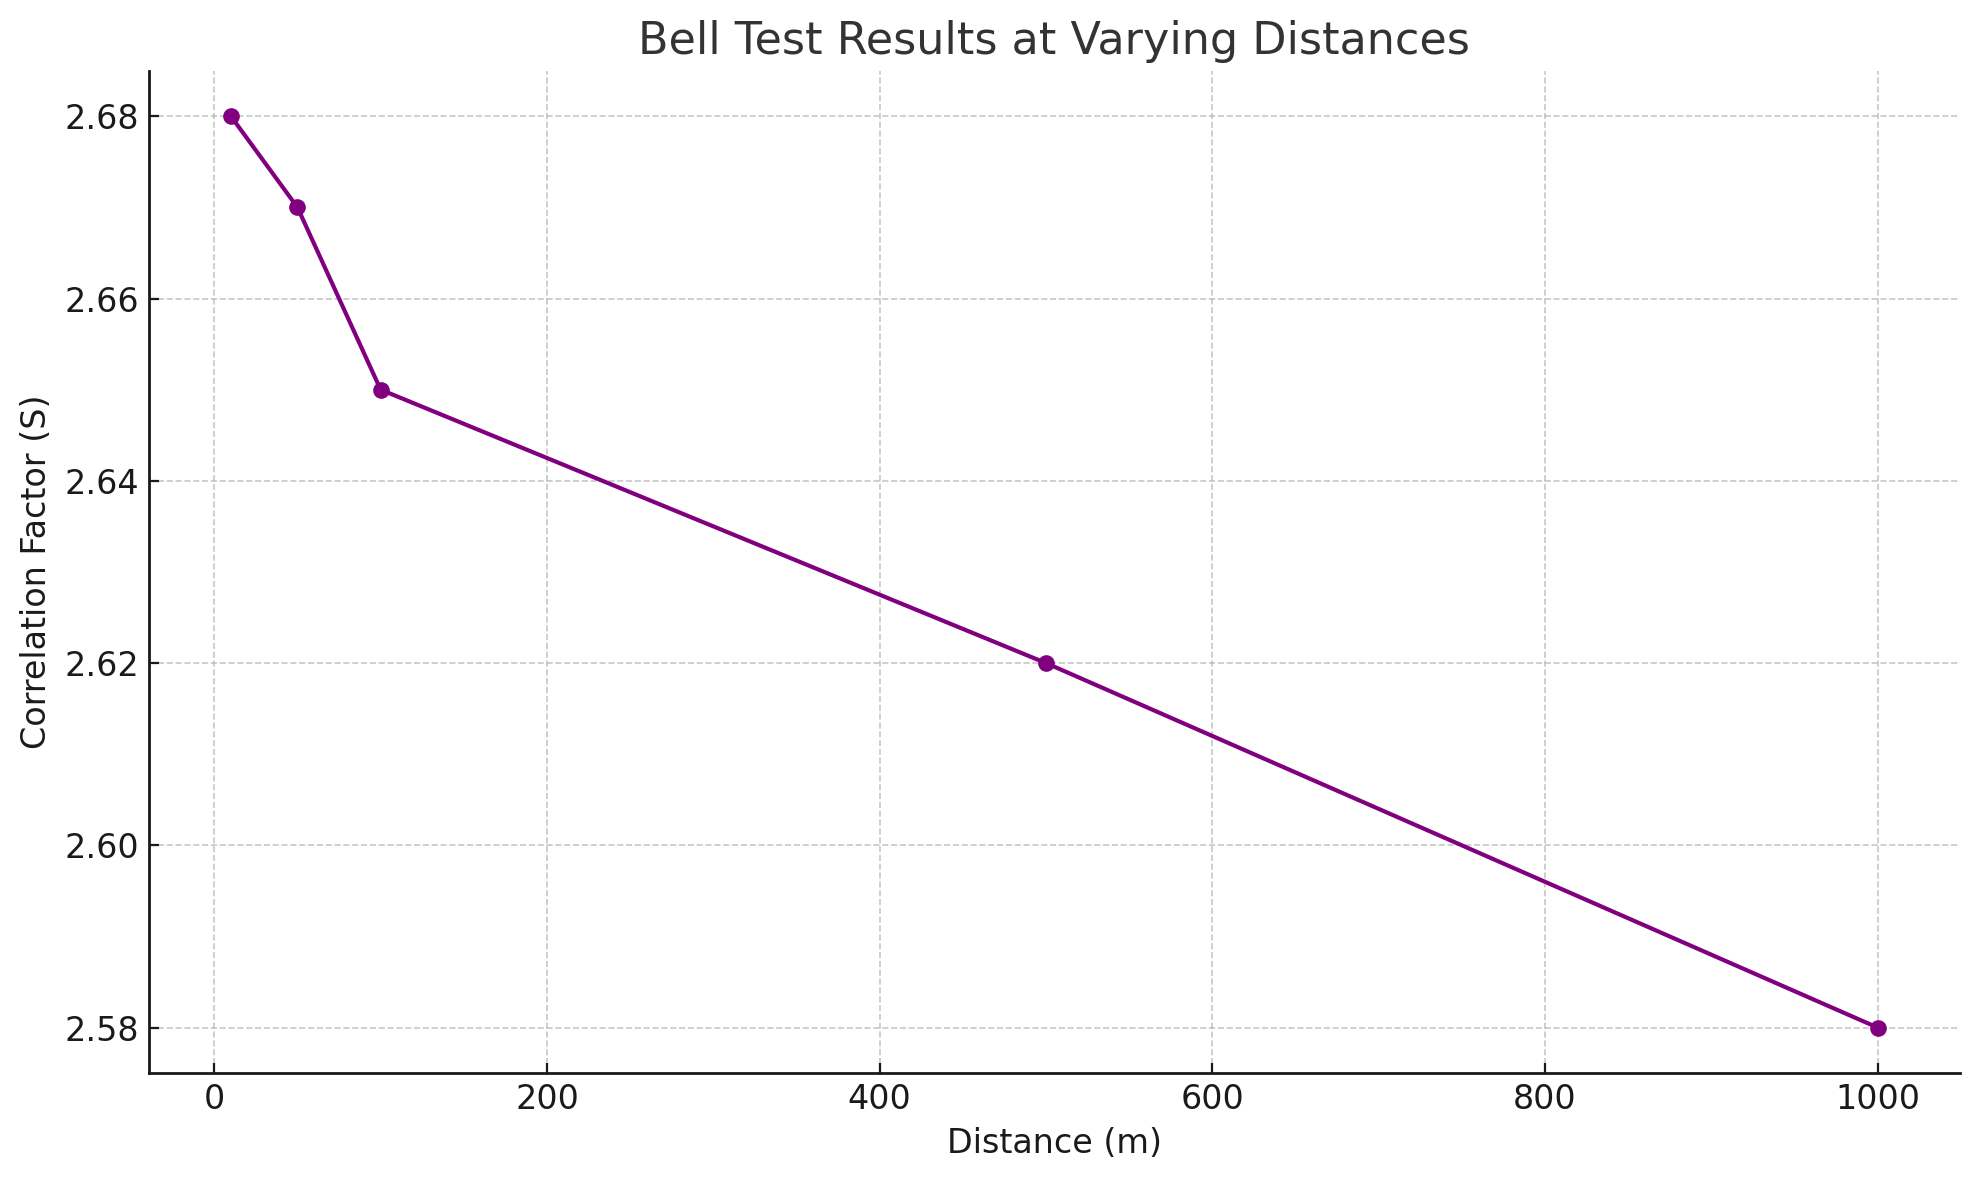 Bell Test Results at Varying Distances
2.68
2.66
2.64
2.62
2.60
2.58
Correlation Factor (S)
0 200 400 600 800 1000
Distance (m)